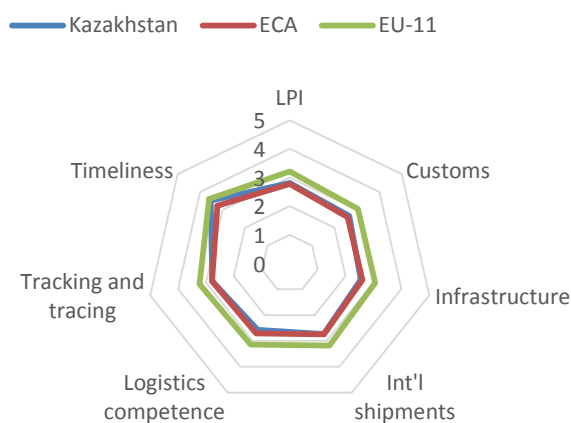 Kazakhstan ECA EU-11
LPI
5
4
3
2
1
0
Customs
Infrastructure
Int'l
shipments
Logistics
competence
Tracking and
tracing
Timeliness